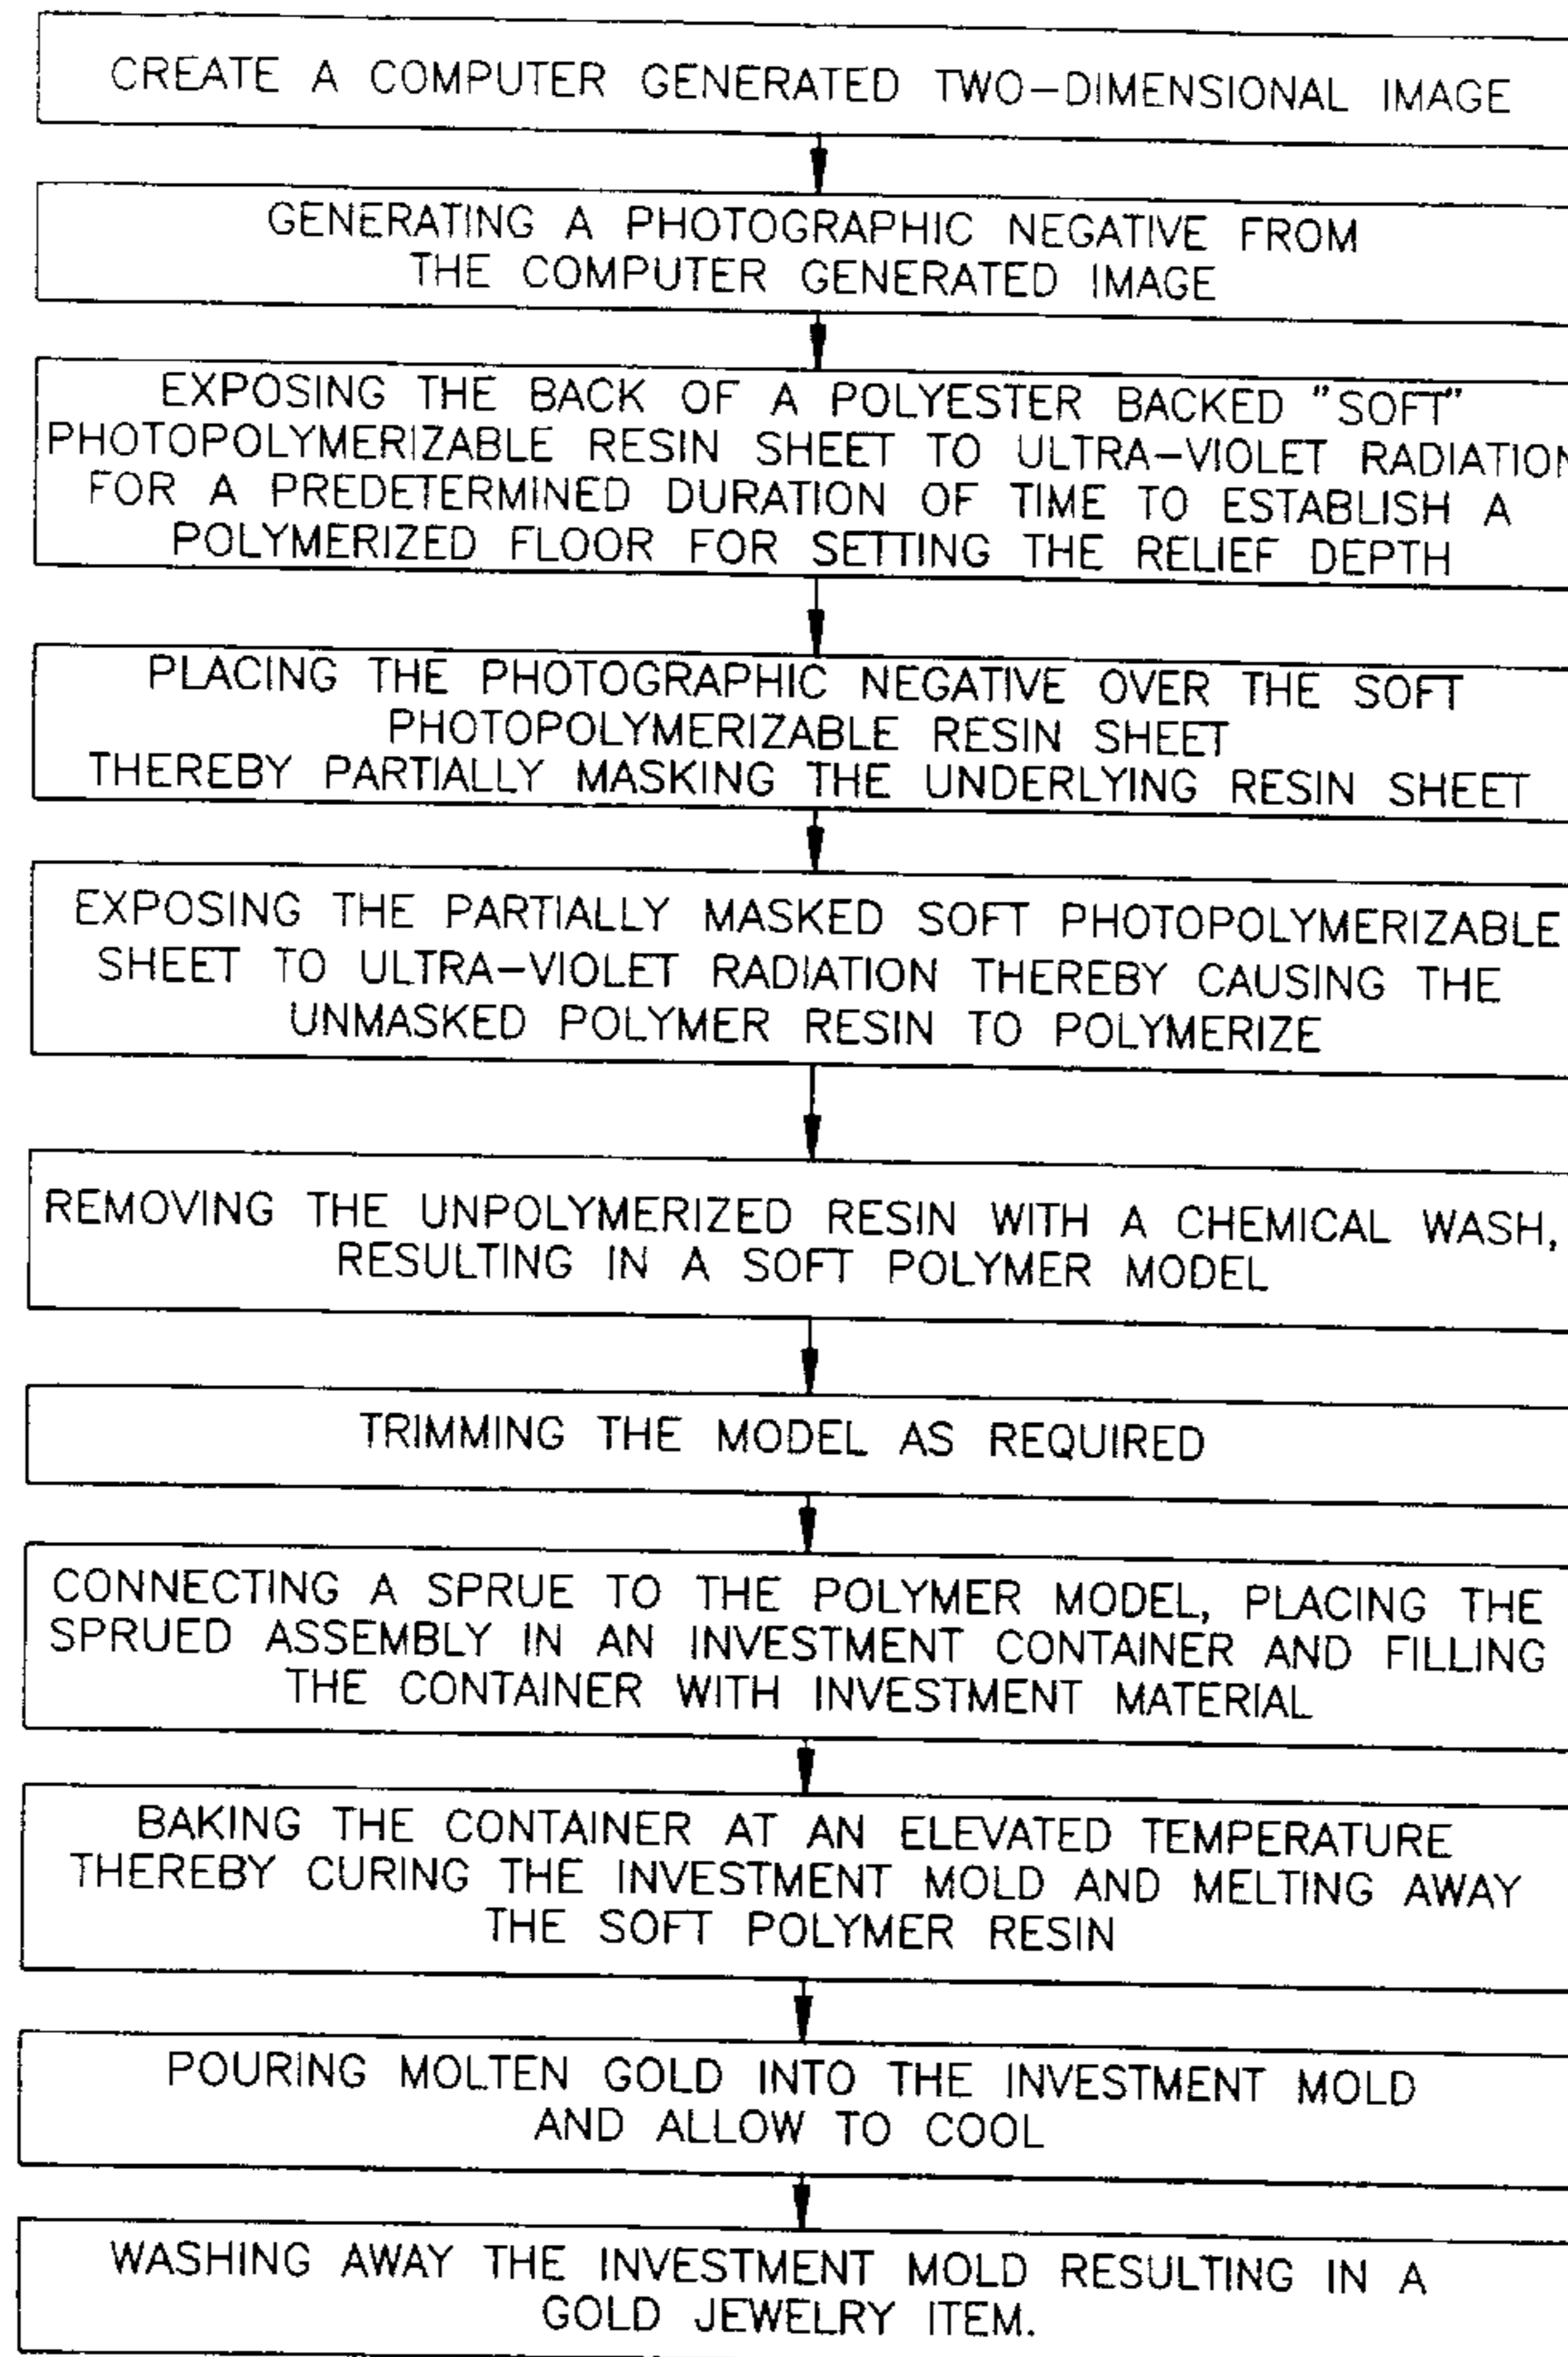 CREATE A COMPUTER GENERATED TWO-DIMENSIONAL IMAGE
GENERATING A PHOTOGRAPHIC NEGATIVE FROM
THE COMPUTER GENERATED IMAGE
EXPOSING THE BACK OF A POLYESTER BACKED "SOFT"
PHOTOPOLYMERIZABLE RESIN SHEET TO ULTRA-VIOLET RADIATION
FOR A PREDETERMINED DURATION OF TIME TO ESTABLISH A
POLYMERIZED FLOOR FOR SETTING THE RELIEF DEPTH
PLACING THE PHOTOGRAPHIC NEGATIVE OVER THE SOFT
PHOTOPOLYMERIZABLE RESIN SHEET
THEREBY PARTIALLY MASKING THE UNDERLYING RESIN SHEET
EXPOSING THE PARTIALLY MASKED SOFT PHOTOPOLYMERIZABLE
SHEET TO ULTRA-VIOLET RADIATION THEREBY CAUSING THE
UNMASKED POLYMER RESIN TO POLYMERIZE
REMOVING THE UNPOLYMERIZED RESIN WITH A CHEMICAL WASH,
RESULTING IN A SOFT POLYMER MODEL
TRIMMING THE MODEL AS REQUIRED
CONNECTING A SPRUE TO THE POLYMER MODEL, PLACING THE
SPRUED ASSEMBLY IN AN INVESTMENT CONTAINER AND FILLING
THE CONTAINER WITH INVESTMENT MATERIAL
BAKING THE CONTAINER AT AN ELEVATED TEMPERATURE
THEREBY CURING THE INVESTMENT MOLD AND MELTING AWAY
THE SOFT POLYMER RESIN
POURING MOLTEN GOLD INTO THE INVESTMENT MOLD
AND ALLOW TO COOL
WASHING AWAY THE INVESTMENT MOLD RESULTING IN A
GOLD JEWELRY ITEM.